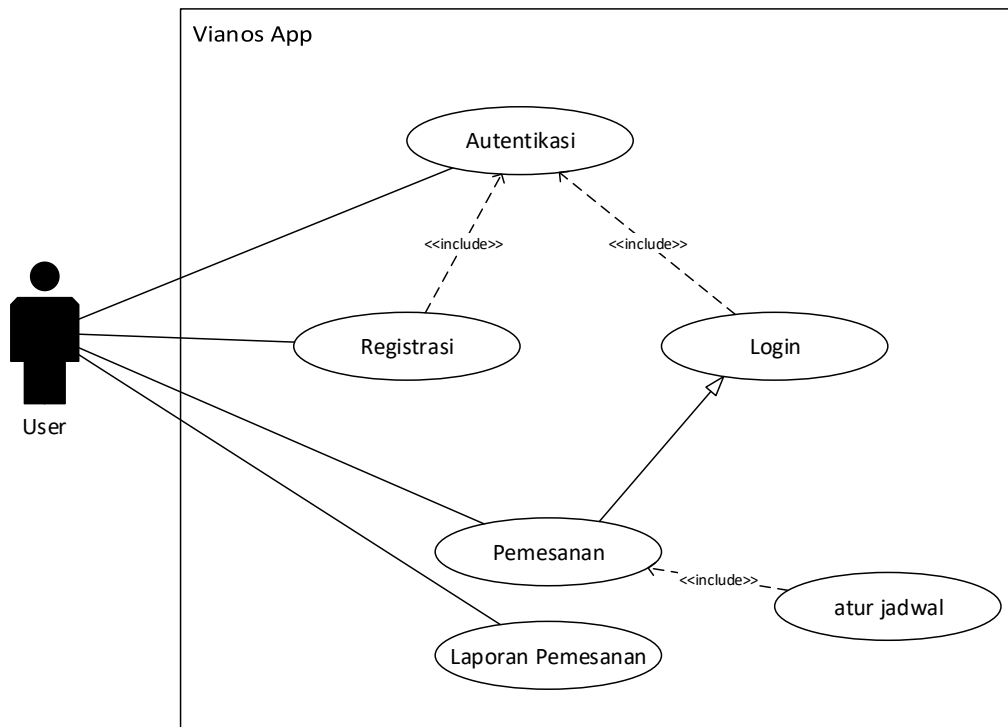 Vianos App
Autentikasi
<<include>>
<<include>>
Registrasi
Login
User
Pemesanan
<<include>>
atur jadwal
Laporan Pemesanan